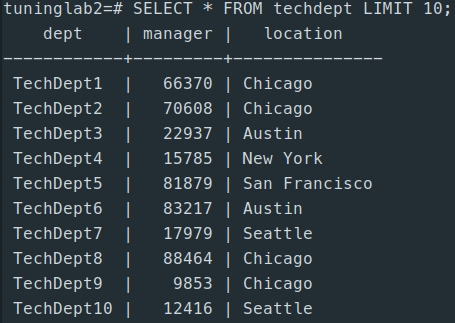 tuninglab2=# SELECT * FROM techdept LIMIT 10;
    dept    | manager |   location
------------+---------+---------------
 TechDept1  |   66370 | Chicago
 TechDept2  |   70608 | Chicago
 TechDept3  |   22937 | Austin
 TechDept4  |   15785 | New York
 TechDept5  |   81879 | San Francisco
 TechDept6  |   83217 | Austin
 TechDept7  |   17979 | Seattle
 TechDept8  |   88464 | Chicago
 TechDept9  |    9853 | Chicago
 TechDept10 |   12416 | Seattle